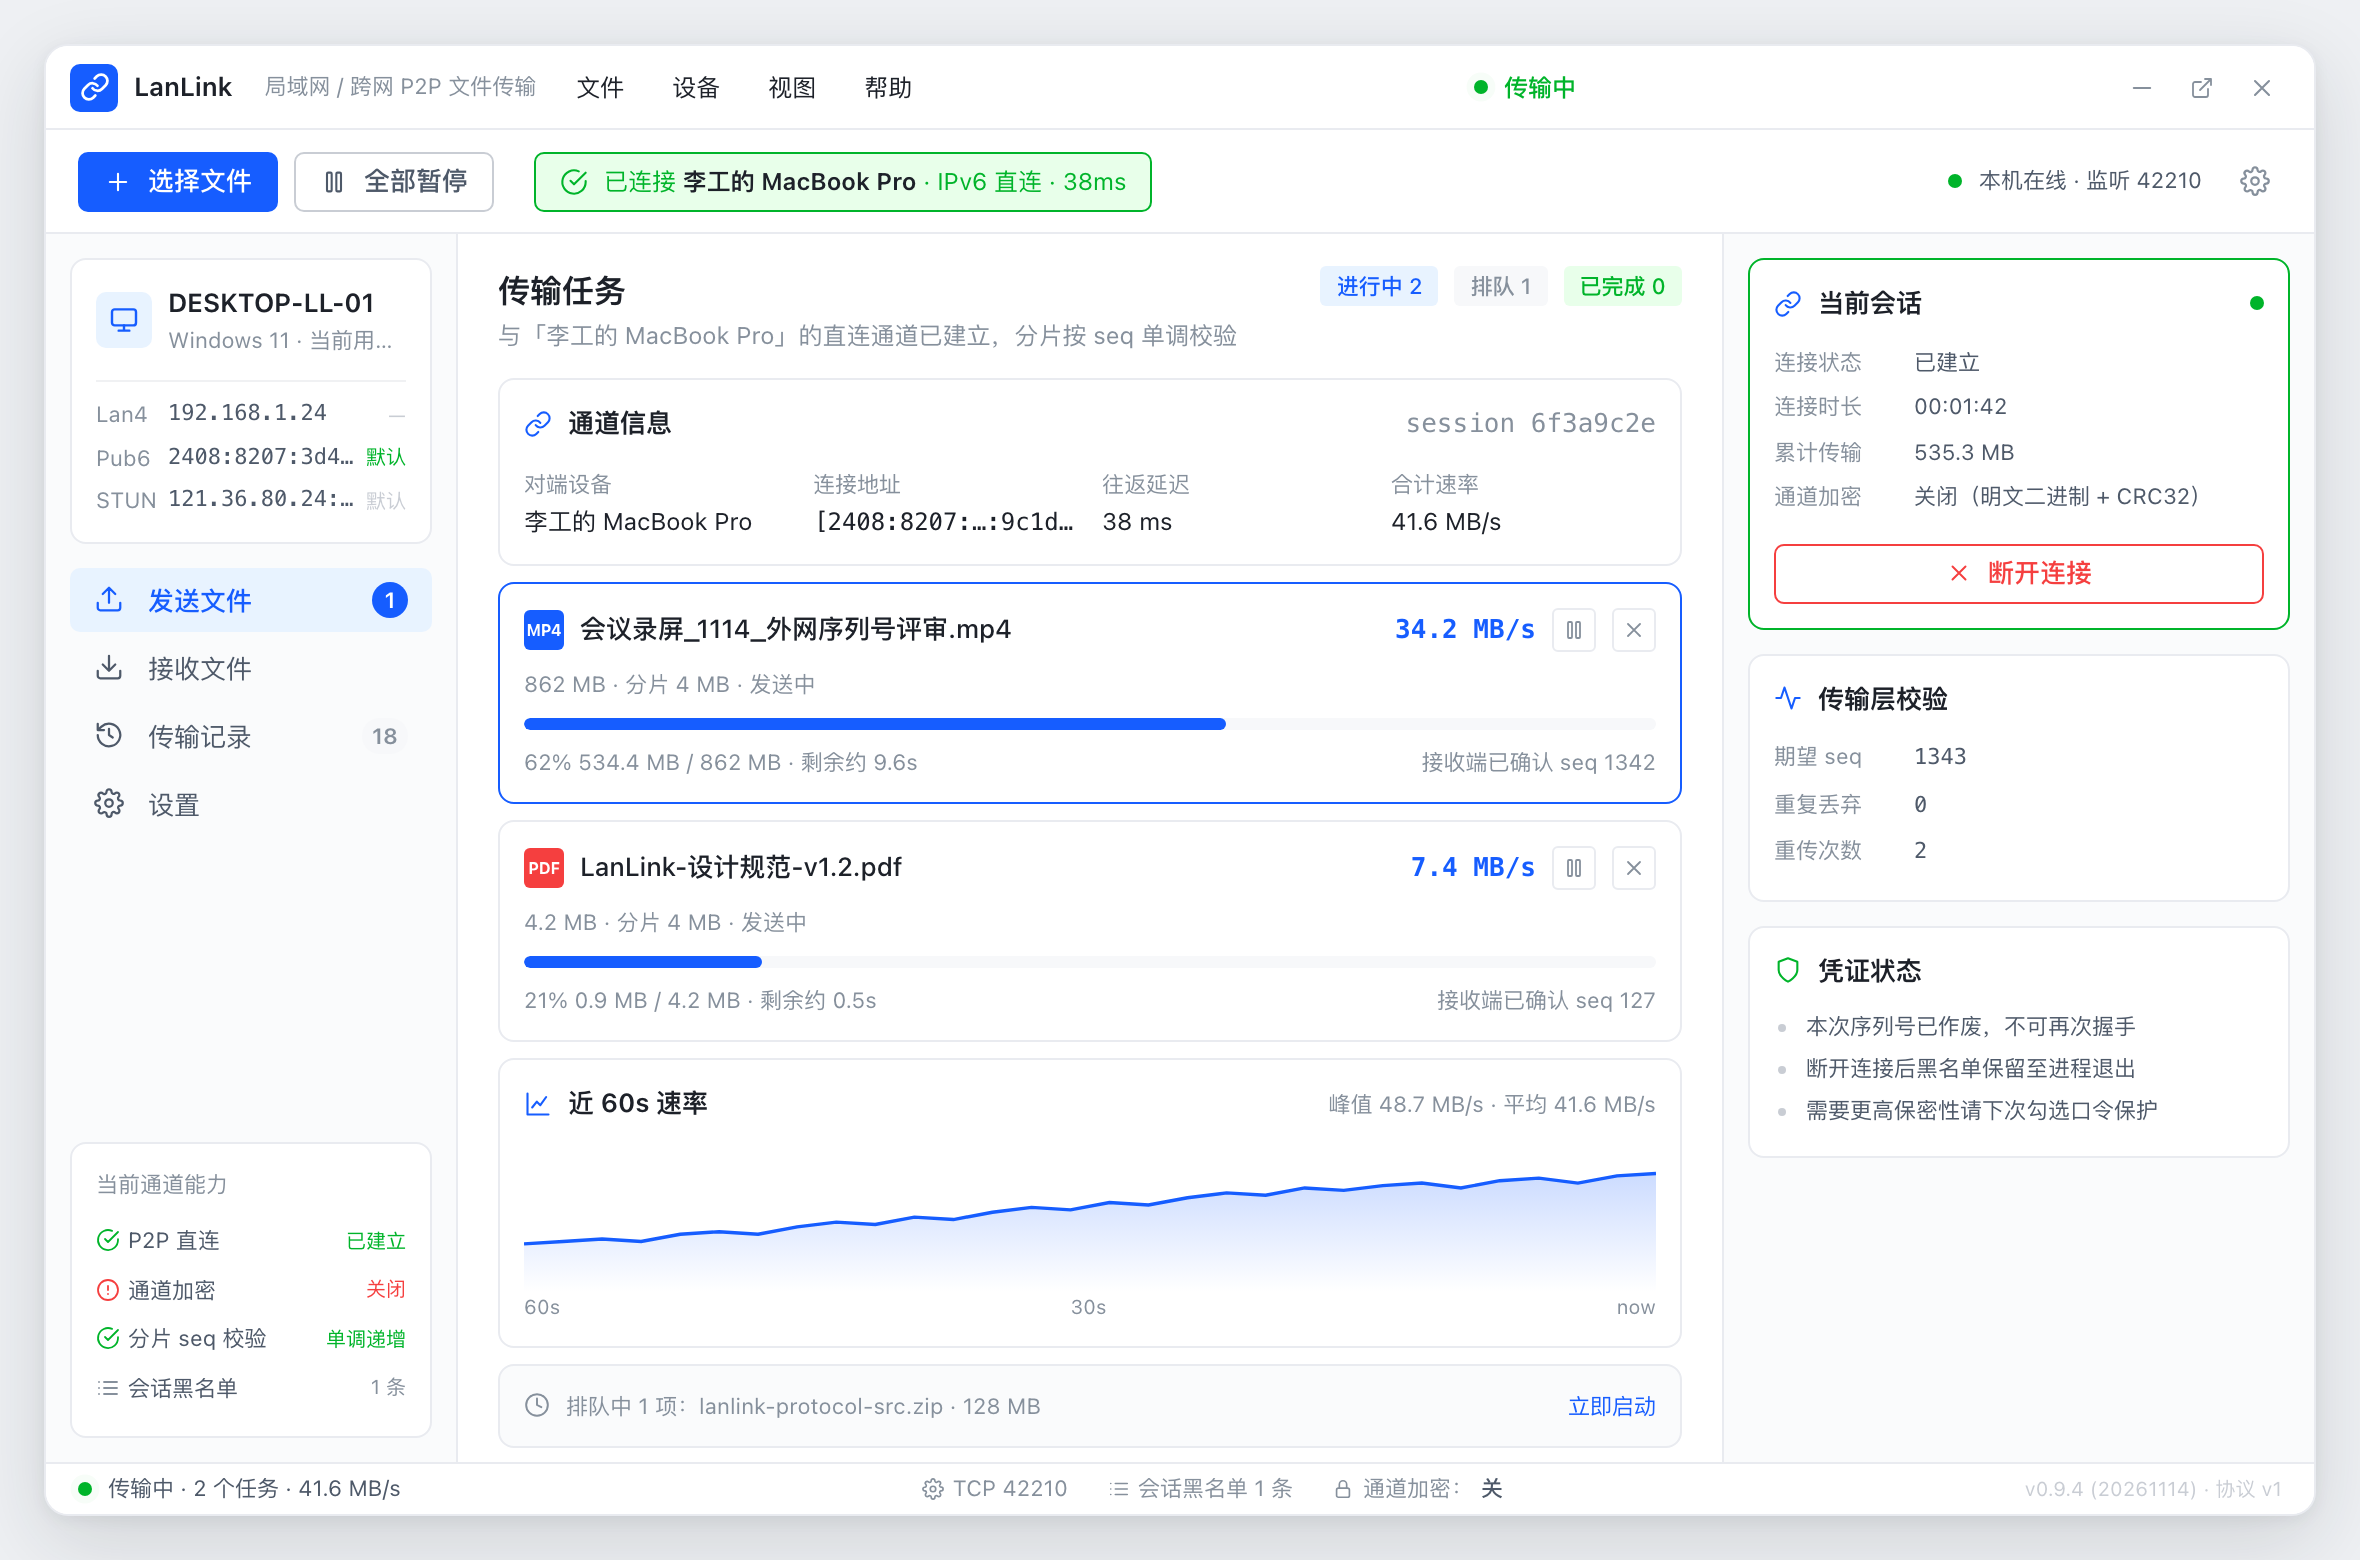 LanLink 局域网 / 跨网 P2P 文件传输 文件 设备 视图 帮助 传输中
选择文件 全部暂停 已连接 李工的 MacBook Pro · IPv6 直连 · 38ms 本机在线 · 监听 42210
DESKTOP-LL-01
Windows 11 · 当前用...
Lan4 192.168.1.24 —
Pub6 2408:8207:3d4… 默认
STUN 121.36.80.24:… 默认
发送文件 1
接收文件
传输记录 18
设置
当前通道能力
P2P 直连 已建立
通道加密 关闭
分片 seq 校验 单调递增
会话黑名单 1 条
传输任务 进行中 2 排队 1 已完成 0
与「李工的 MacBook Pro」的直连通道已建立，分片按 seq 单调校验
通道信息 session 6f3a9c2e
对端设备 连接地址 往返延迟 合计速率
李工的 MacBook Pro [2408:8207:…:9c1d… 38 ms 41.6 MB/s
MP4 会议录屏_1114_外网序列号评审.mp4 34.2 MB/s
862 MB · 分片 4 MB · 发送中
62% 534.4 MB / 862 MB · 剩余约 9.6s 接收端已确认 seq 1342
PDF LanLink-设计规范-v1.2.pdf 7.4 MB/s
4.2 MB · 分片 4 MB · 发送中
21% 0.9 MB / 4.2 MB · 剩余约 0.5s 接收端已确认 seq 127
近 60s 速率 峰值 48.7 MB/s · 平均 41.6 MB/s
60s 30s now
排队中 1 项：lanlink-protocol-src.zip · 128 MB 立即启动
当前会话
连接状态 已建立
连接时长 00:01:42
累计传输 535.3 MB
通道加密 关闭（明文二进制 + CRC32）
断开连接
传输层校验
期望 seq 1343
重复丢弃 0
重传次数 2
凭证状态
本次序列号已作废，不可再次握手
断开连接后黑名单保留至进程退出
需要更高保密性请下次勾选口令保护
传输中 · 2 个任务 · 41.6 MB/s TCP 42210 会话黑名单 1 条 通道加密： 关 v0.9.4 (20261114) · 协议 v1